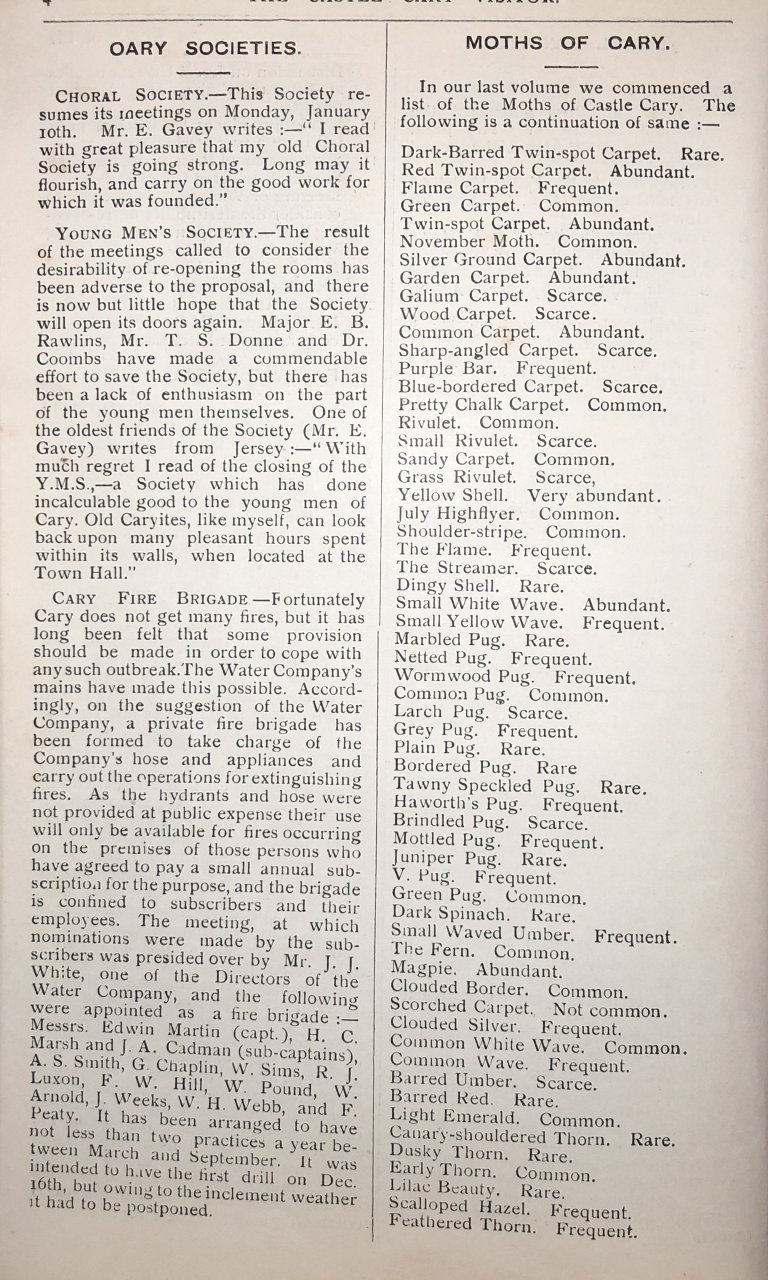 4
THE CASTLE CARY VISITOR.
OARY SOCIETIES.
CHORAL SOCIETY.—This Society re-
sumes its meetings on Monday, January
10th. Mr. E. Gavey writes :—“ I read
with great pleasure that my old Choral
Society is going strong. Long may it
flourish, and carry on the good work for
which it was founded.”
YOUNG MEN'S SOCIETY.—The result
of the meetings called to consider the
desirability of re-opening the rooms has
been adverse to the proposal, and there
is now but little hope that the Society
will open its doors again. Major E. B.
Rawlins, Mr. T. S. Donne and Dr.
Coombs have made a commendable
effort to save the Society, but there has
been a lack of enthusiasm on the part
of the young men themselves. One of
the oldest friends of the Society (Mr. E.
Gavey) writes from Jersey :—“ With
much regret I read of the closing of the
Y.M.S.,—a Society which has done
incalculable good to the young men of
Cary. Old Caryites, like myself, can look
back upon many pleasant hours spent
within its walls, when located at the
Town Hall.”
CARY FIRE BRIGADE —Fortunately
Cary does not get many fires, but it has
long been felt that some provision
should be made in order to cope with
any such outbreak. The Water Company's
mains have made this possible. Accord-
ingly, on the suggestion of the Water
Company, a private fire brigade has
been formed to take charge of the
Company's hose and appliances and
carry out the operations for extinguishing
fires. As the hydrants and hose were
not provided at public expense their use
will only be available for fires occurring
on the premises of those persons who
have agreed to pay a small annual sub-
scription for the purpose, and the brigade
is confined to subscribers and their
employees. The meeting, at which
nominations were made by the sub-
scribers was presided over by Mr. J. J.
White, one of the Directors of the
Water Company, and the following
were appointed as a fire brigade :—
Messrs. Edwin Martin (capt.), H. C.
Marsh and J. A. Cadman (sub-captains),
A. S. Smith, G. Chaplin, W. Sims, R. J.
Luxon, F. W. Hill, W. Pound, W.
Arnold, J. Weeks, W. H. Webb, and F.
Peaty. It has been arranged to have
not less than two practices a year be-
tween March and September. It was
intended to have the first drill on Dec.
16th, but owing to the inclement weather
it had to be postponed.
MOTHS OF CARY.
In our last volume we commenced a
list of the Moths of Castle Cary. The
following is a continuation of same :—
Dark-Barred Twin-spot Carpet. Rare.
Red Twin-spot Carpet. Abundant.
Flame Carpet. Frequent.
Green Carpet. Common.
Twin-spot Carpet. Abundant.
November Moth. Common.
Silver Ground Carpet. Abundant.
Garden Carpet. Abundant.
Galium Carpet. Scarce.
Wood Carpet. Scarce.
Common Carpet. Abundant.
Sharp-angled Carpet. Scarce.
Purple Bar. Frequent.
Blue-bordered Carpet. Scarce.
Pretty Chalk Carpet. Common.
Rivulet. Common.
Small Rivulet. Scarce.
Sandy Carpet. Common.
Grass Rivulet. Scarce,
Yellow Shell. Very abundant.
July Highflyer. Common.
Shoulder-stripe. Common.
The Flame. Frequent.
The Streamer. Scarce.
Dingy Shell. Rare.
Small White Wave. Abundant.
Small Yellow Wave. Frequent.
Marbled Pug. Rare.
Netted Pug. Frequent.
Wormwood Pug. Frequent.
Common Pug. Common.
Larch Pug. Scarce.
Grey Pug. Frequent.
Plain Pug. Rare.
Bordered Pug. Rare
Tawny Speckled Pug. Rare.
Haworth's Pug. Frequent.
Brindled Pug. Scarce.
Mottled Pug. Frequent.
Juniper Pug. Rare.
V. Pug. Frequent.
Green Pug. Common.
Dark Spinach. Rare.
Small Waved Umber. Frequent.
The Fern. Common.
Magpie. Abundant.
Clouded Border. Common.
Scorched Carpet. Not common.
Clouded Silver. Frequent.
Common White Wave. Common.
Common Wave. Frequent.
Barred Umber. Scarce.
Barred Red. Rare.
Light Emerald. Common.
Canary-shouldered Thorn. Rare.
Dusky Thorn. Rare.
Early Thorn. Common.
Lilac Beauty. Rare.
Scalloped Hazel. Frequent.
Feathered Thorn. Frequent.